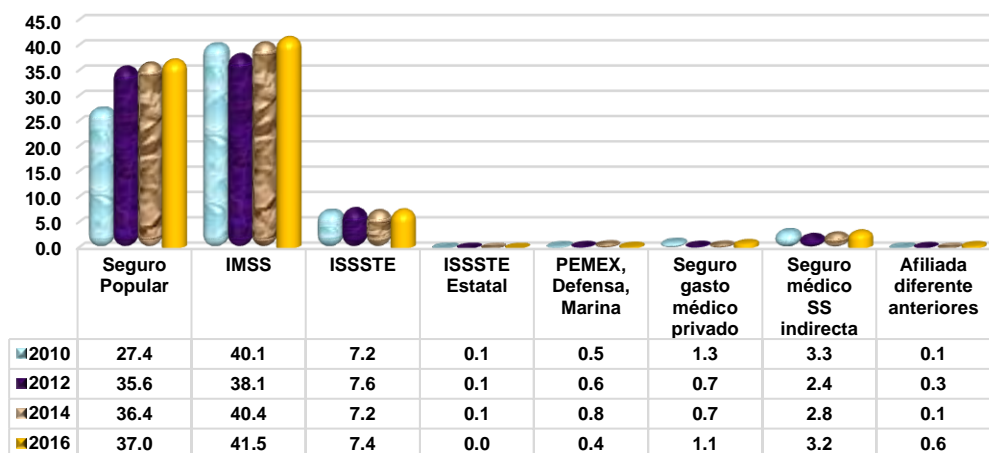 45.0
40.0
35.0
30.0
25.0
20.0
15.0
10.0
5.0
0.0
Seguro Popular IMSS ISSSTE ISSSTE Estatal PEMEX, Defensa, Marina Seguro gasto médico privado Seguro médico SS indirecta Afiliada diferente anteriores
2010 27.4 40.1 7.2 0.1 0.5 1.3 3.3 0.1
2012 35.6 38.1 7.6 0.1 0.6 0.7 2.4 0.3
2014 36.4 40.4 7.2 0.1 0.8 0.7 2.8 0.1
2016 37.0 41.5 7.4 0.0 0.4 1.1 3.2 0.6